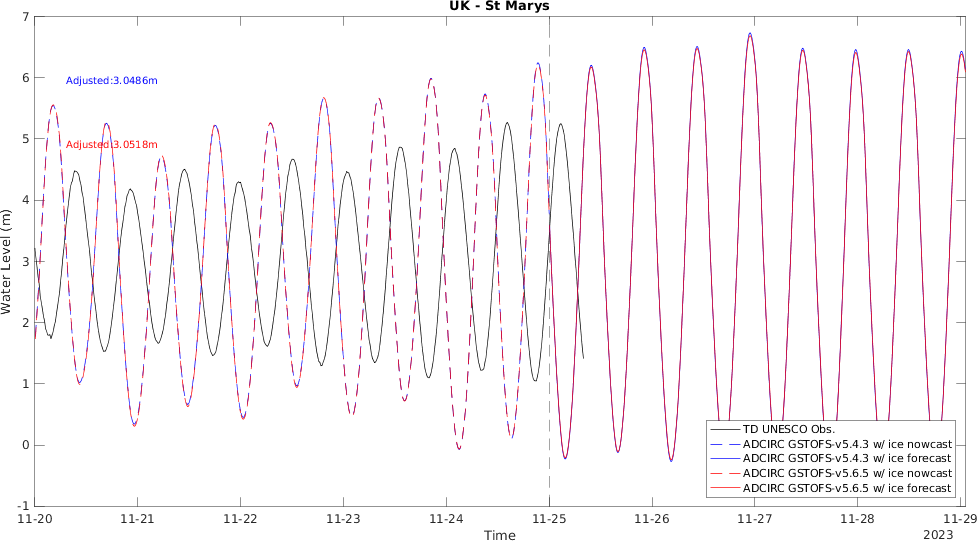 UK - St Marys
7
6
5
4
3
2
1
0
-1
Water Level (m)
Adjusted:3.0486m
Adjusted:3.0518m
TD UNESCO Obs.
ADCIRC GSTOFS-v5.4.3 w/ ice nowcast
ADCIRC GSTOFS-v5.4.3 w/ ice forecast
ADCIRC GSTOFS-v5.6.5 w/ ice nowcast
ADCIRC GSTOFS-v5.6.5 w/ ice forecast
11-20 11-21 11-22 11-23 11-24 11-25 11-26 11-27 11-28 11-29
Time
2023